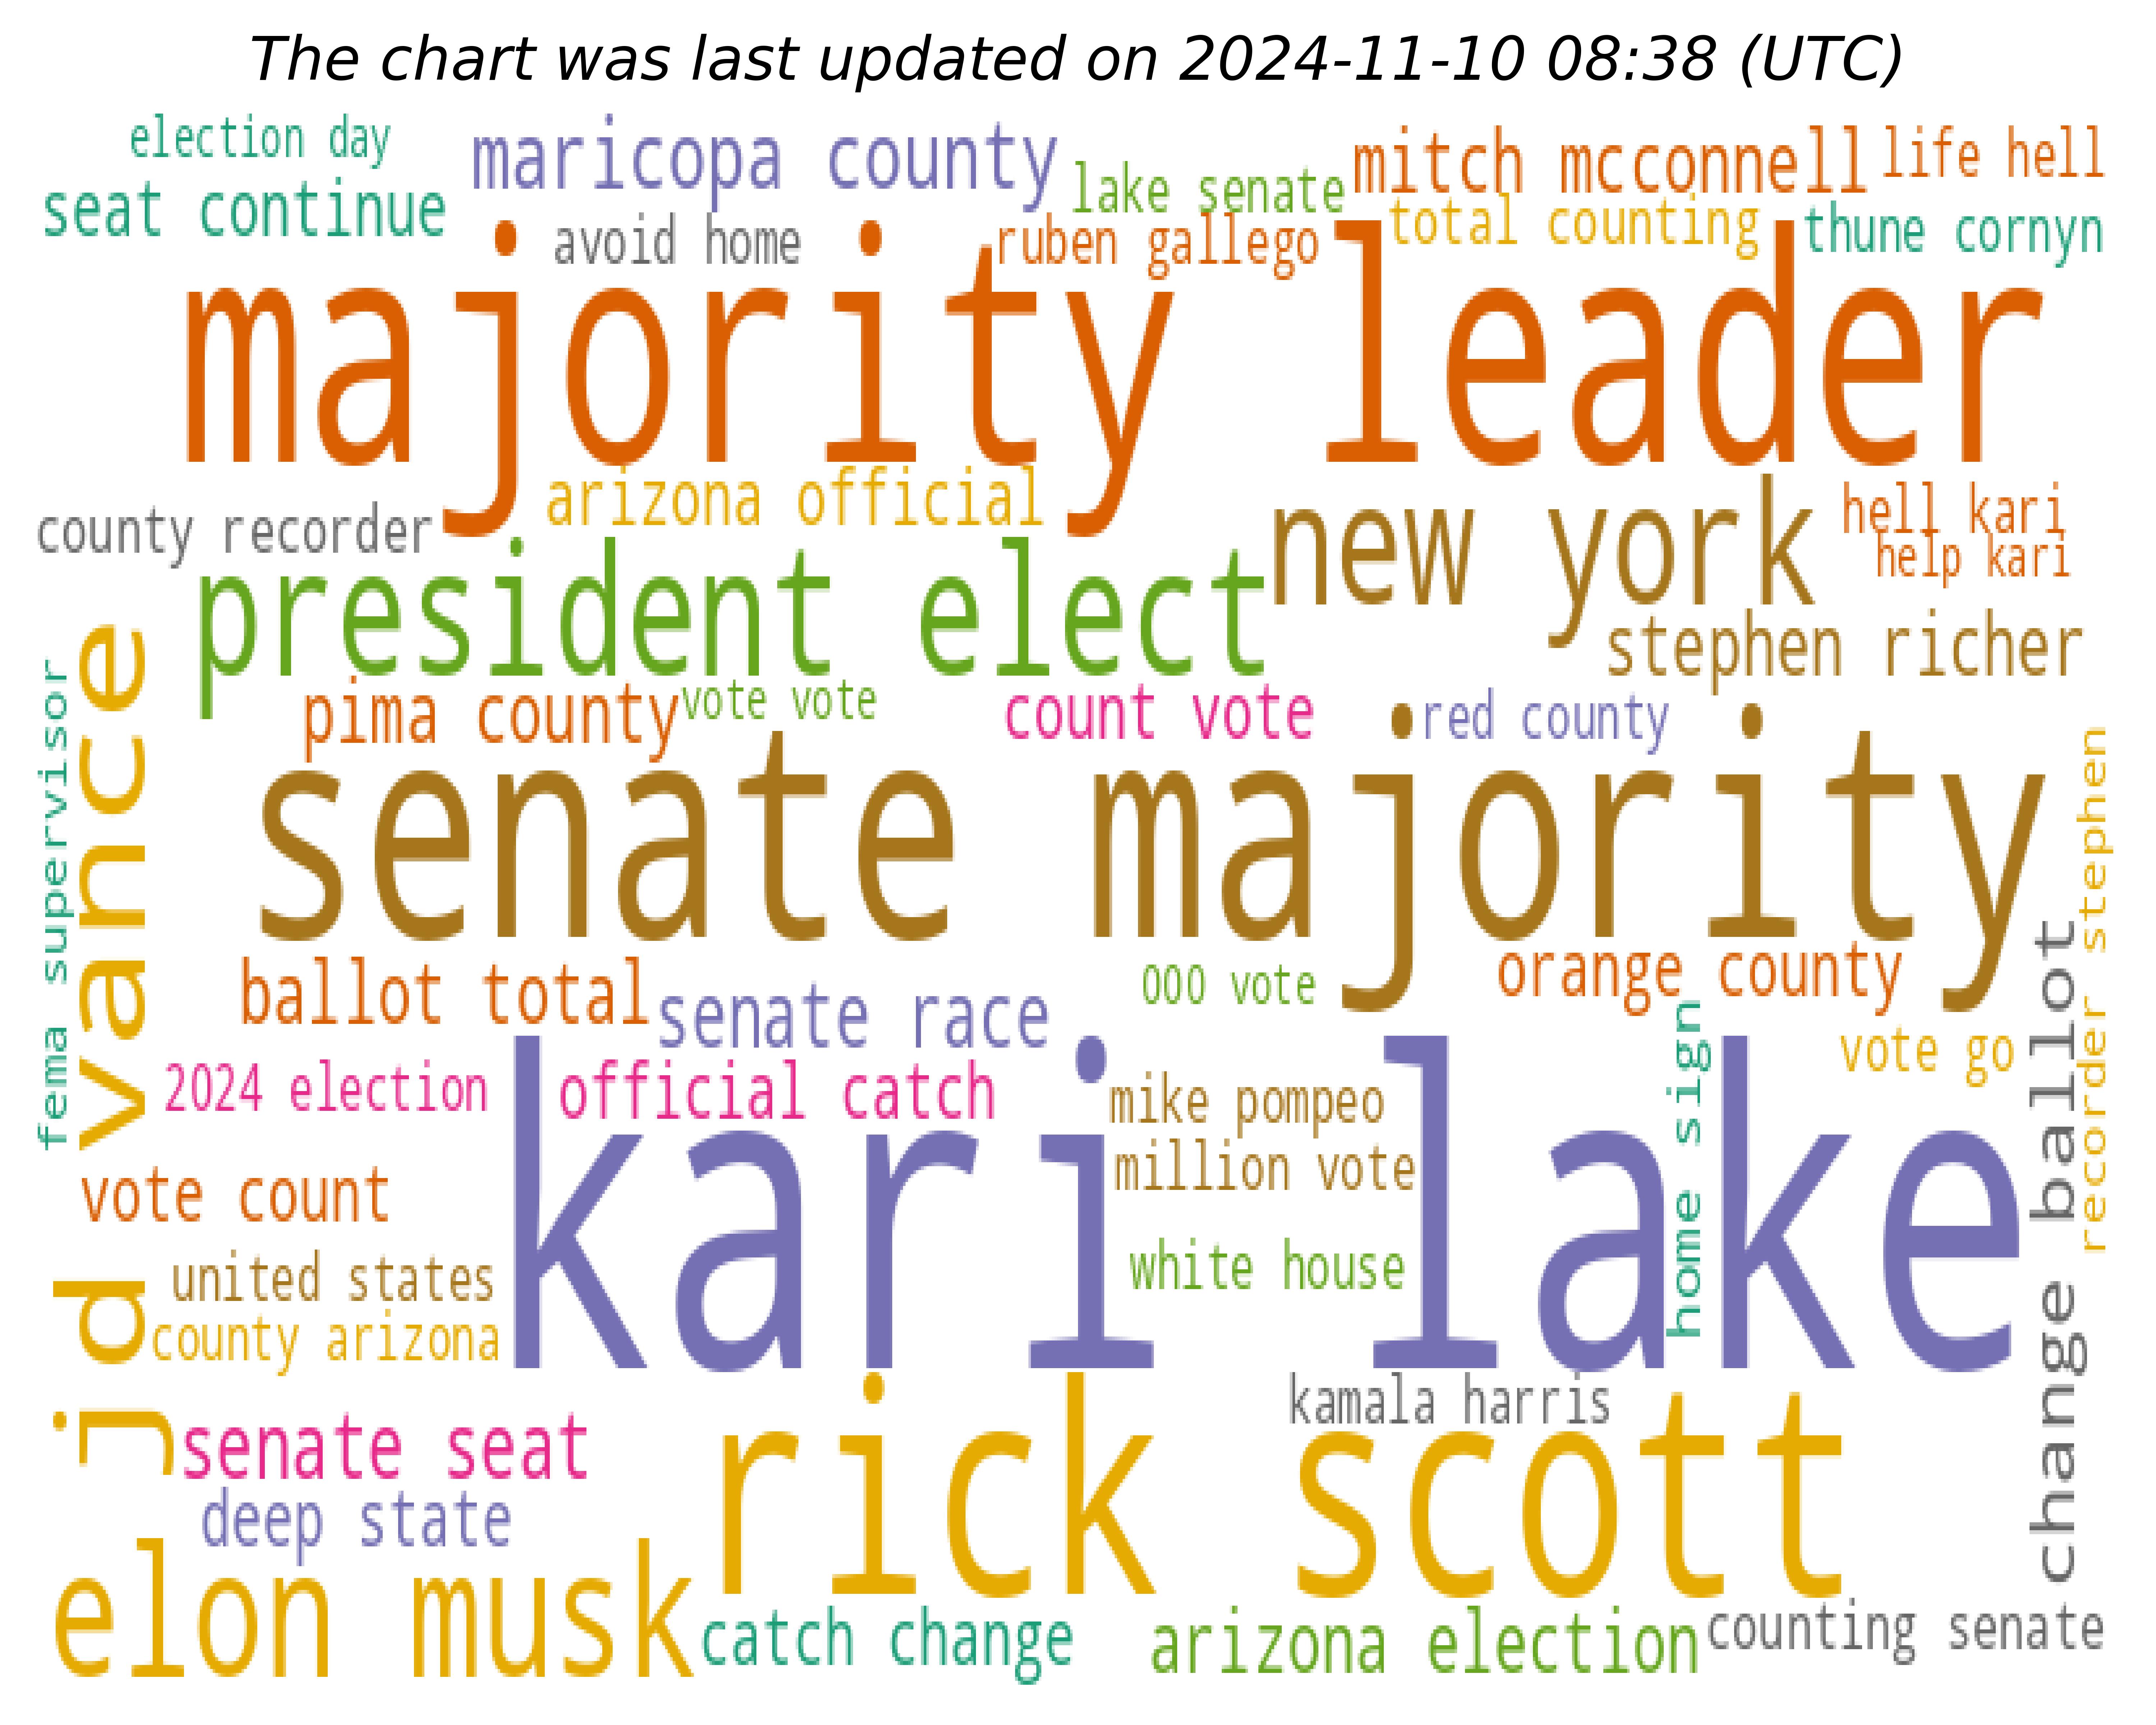 The chart was last updated on 2024-11-10 08:38 (UTC)
election day
maricopa county
mitch mcconnell
life hell
seat continue
lake senate
avoid home
ruben gallego
total counting
thune cornyn
majority leader
arizona official
county recorder
new york
hell kari
help kari
president elect
stephen richer
pima county
vote vote
count vote
red county
fema supervisor
jd vance
senate majority
recorder stephen
change ballot
ballot total
senate race
000 vote
orange county
home sign
vote go
2024 election
official catch
mike pompeo
million vote
kari lake
vote count
white house
united states
county arizona
kamala harris
senate seat
rick scott
deep state
elon musk
catch change
arizona election
counting senate